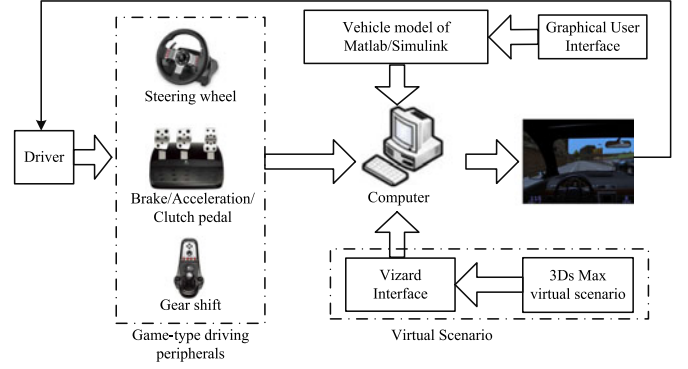 Vehicle model of
Matlab/Simulink
Graphical User
Interface
Steering wheel
Driver
Brake/Acceleration/
Clutch pedal
Computer
Gear shift
Vizard
Interface
3Ds Max
virtual scenario
Game-type driving
peripherals
Virtual Scenario